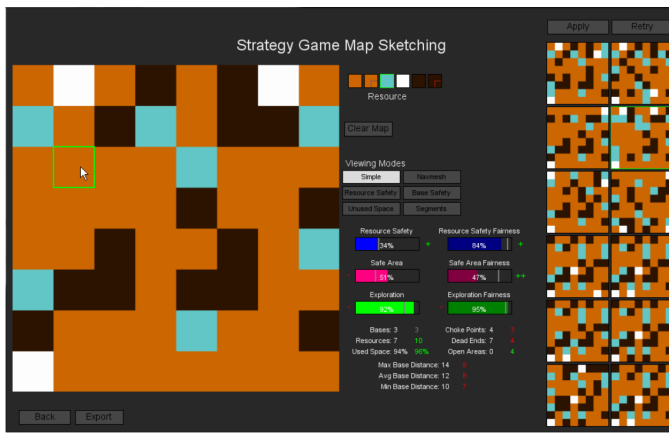 Apply Retry
Strategy Game Map Sketching
Resource
Clear Map
Viewing Modes
Simple Navmesh
Resource Safety Base Safety
Unused Space Segments
Resource Safety Resource Safety Fairness
34% + 84% +
Safe Area Safe Area Fairness
- 51% 47% ++
Exploration Exploration Fairness
- 92% - 95%
Bases: 3 3 Choke Points: 4 3
Resources: 7 10 Dead Ends: 7 4
Used Space: 94% 96% Open Areas: 0 4
Max Base Distance: 14
Avg Base Distance: 12
Min Base Distance: 10 7
Back Export